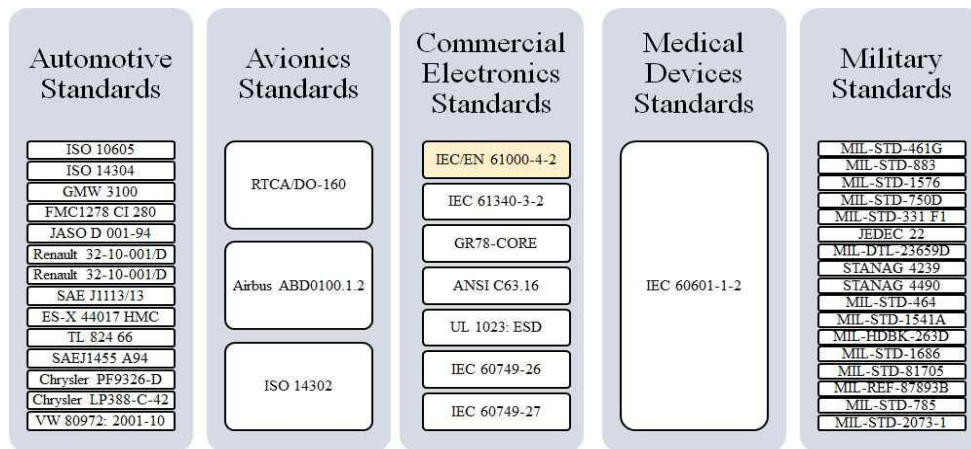 Automotive
Standards
ISO 10605
ISO 14304
GMW 3100
FMC1278 CI 280
JASO D 001-94
Renault 32-10-001/D
Renault 32-10-001/D
SAE J1113/13
ES-X 44017 HMC
TL 824 66
SAEJ1455 A94
Chrysler PF9326-D
Chrysler LP388-C-42
VW 80972: 2001-10
Avionics
Standards
RTCA/DO-160
Airbus ABD0100.1.2
ISO 14302
Commercial
Electronics
Standards
IEC/EN 61000-4-2
IEC 61340-3-2
GR78-CORE
ANSI C63.16
UL 1023: ESD
IEC 60749-26
IEC 60749-27
Medical
Devices
Standards
IEC 60601-1-2
Military
Standards
MIL-STD-461G
MIL-STD-883
MIL-STD-1576
MIL-STD-750D
MIL-STD-331 F1
JEDEC 22
MIL-DTL-23659D
STANAG 4239
STANAG 4490
MIL-STD-464
MIL-STD-1541A
MIL-HDBK-263D
MIL-STD-1686
MIL-STD-81705
MIL-REF-87893B
MIL-STD-785
MIL-STD-2073-1